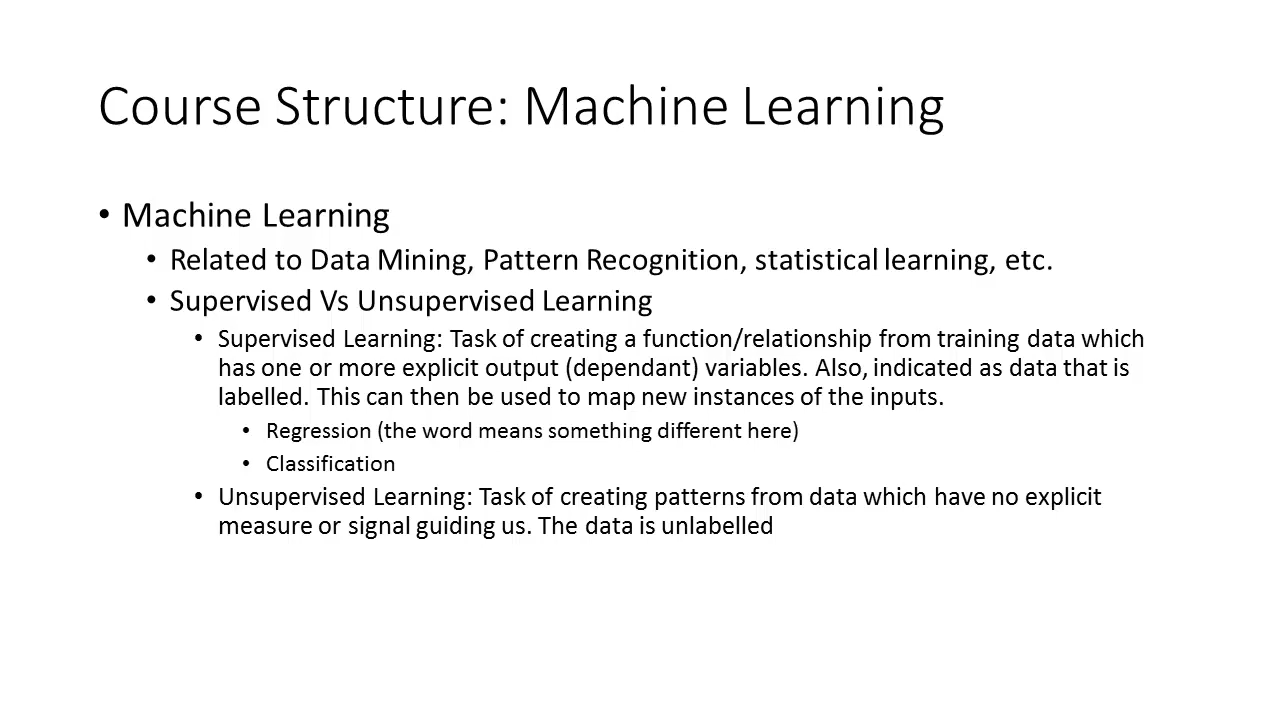 Course Structure: Machine Learning
• Machine Learning
• Related to Data Mining, Pattern Recognition, statistical learning, etc.
• Supervised Vs Unsupervised Learning
• Supervised Learning: Task of creating a function/relationship from training data which
has one or more explicit output (dependant) variables. Also, indicated as data that is
labelled. This can then be used to map new instances of the inputs.
• Regression (the word means something different here)
• Classification
• Unsupervised Learning: Task of creating patterns from data which have no explicit
measure or signal guiding us. The data is unlabelled